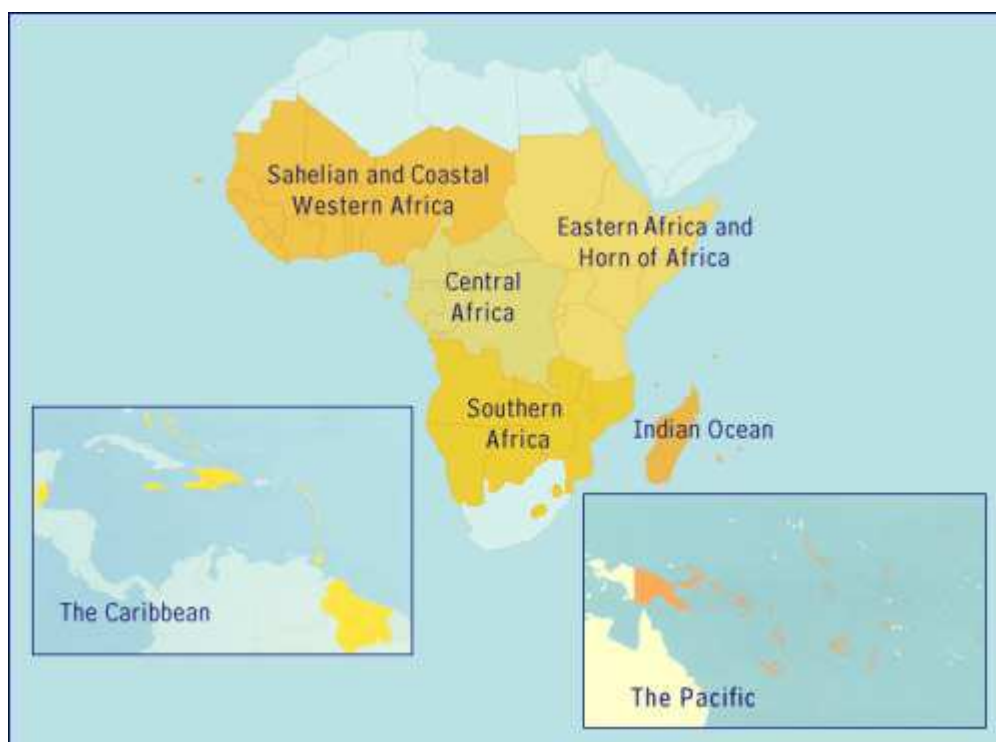 Sahelian and Coastal
Western Africa
Eastern Africa and
Horn of Africa
Central
Africa
Southern
Africa
Indian Ocean
The Caribbean
The Pacific